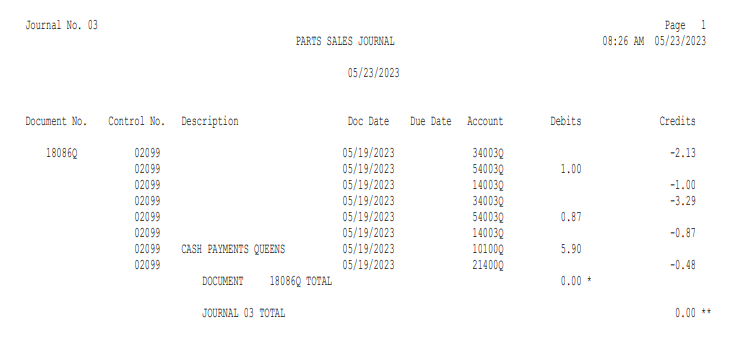 Journal No. 03 Page 1
PARTS SALES JOURNAL 08:26 AM 05/23/2023
05/23/2023
Document No. Control No. Description Doc Date Due Date Account Debits Credits
18086Q 02099 05/19/2023 34003Q -2.13
02099 05/19/2023 54003Q 1.00
02099 05/19/2023 14003Q -1.00
02099 05/19/2023 34003Q -3.29
02099 05/19/2023 54003Q 0.87
02099 05/19/2023 14003Q -0.87
02099 CASH PAYMENTS QUEENS 05/19/2023 10100Q 5.90
02099 05/19/2023 21400Q -0.48
DOCUMENT 18086Q TOTAL 0.00 *
JOURNAL 03 TOTAL 0.00 **